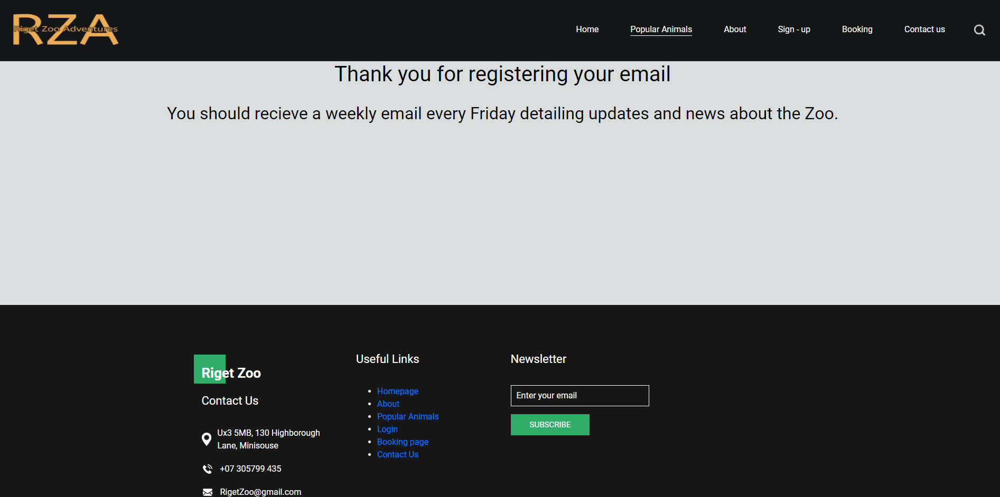 RZA
Riget Zoo Adventures
Home
Popular Animals
About
Sign - up
Booking
Contact us
Thank you for registering your email
You should recieve a weekly email every Friday detailing updates and news about the Zoo.
Riget Zoo
Contact Us
Ux3 5MB, 130 Highborough
Lane, Minisouse
+07 305799 435
RigetZoo@gmail.com
Useful Links
Homepage
About
Popular Animals
Login
Booking page
Contact Us
Newsletter
Enter your email
SUBSCRIBE